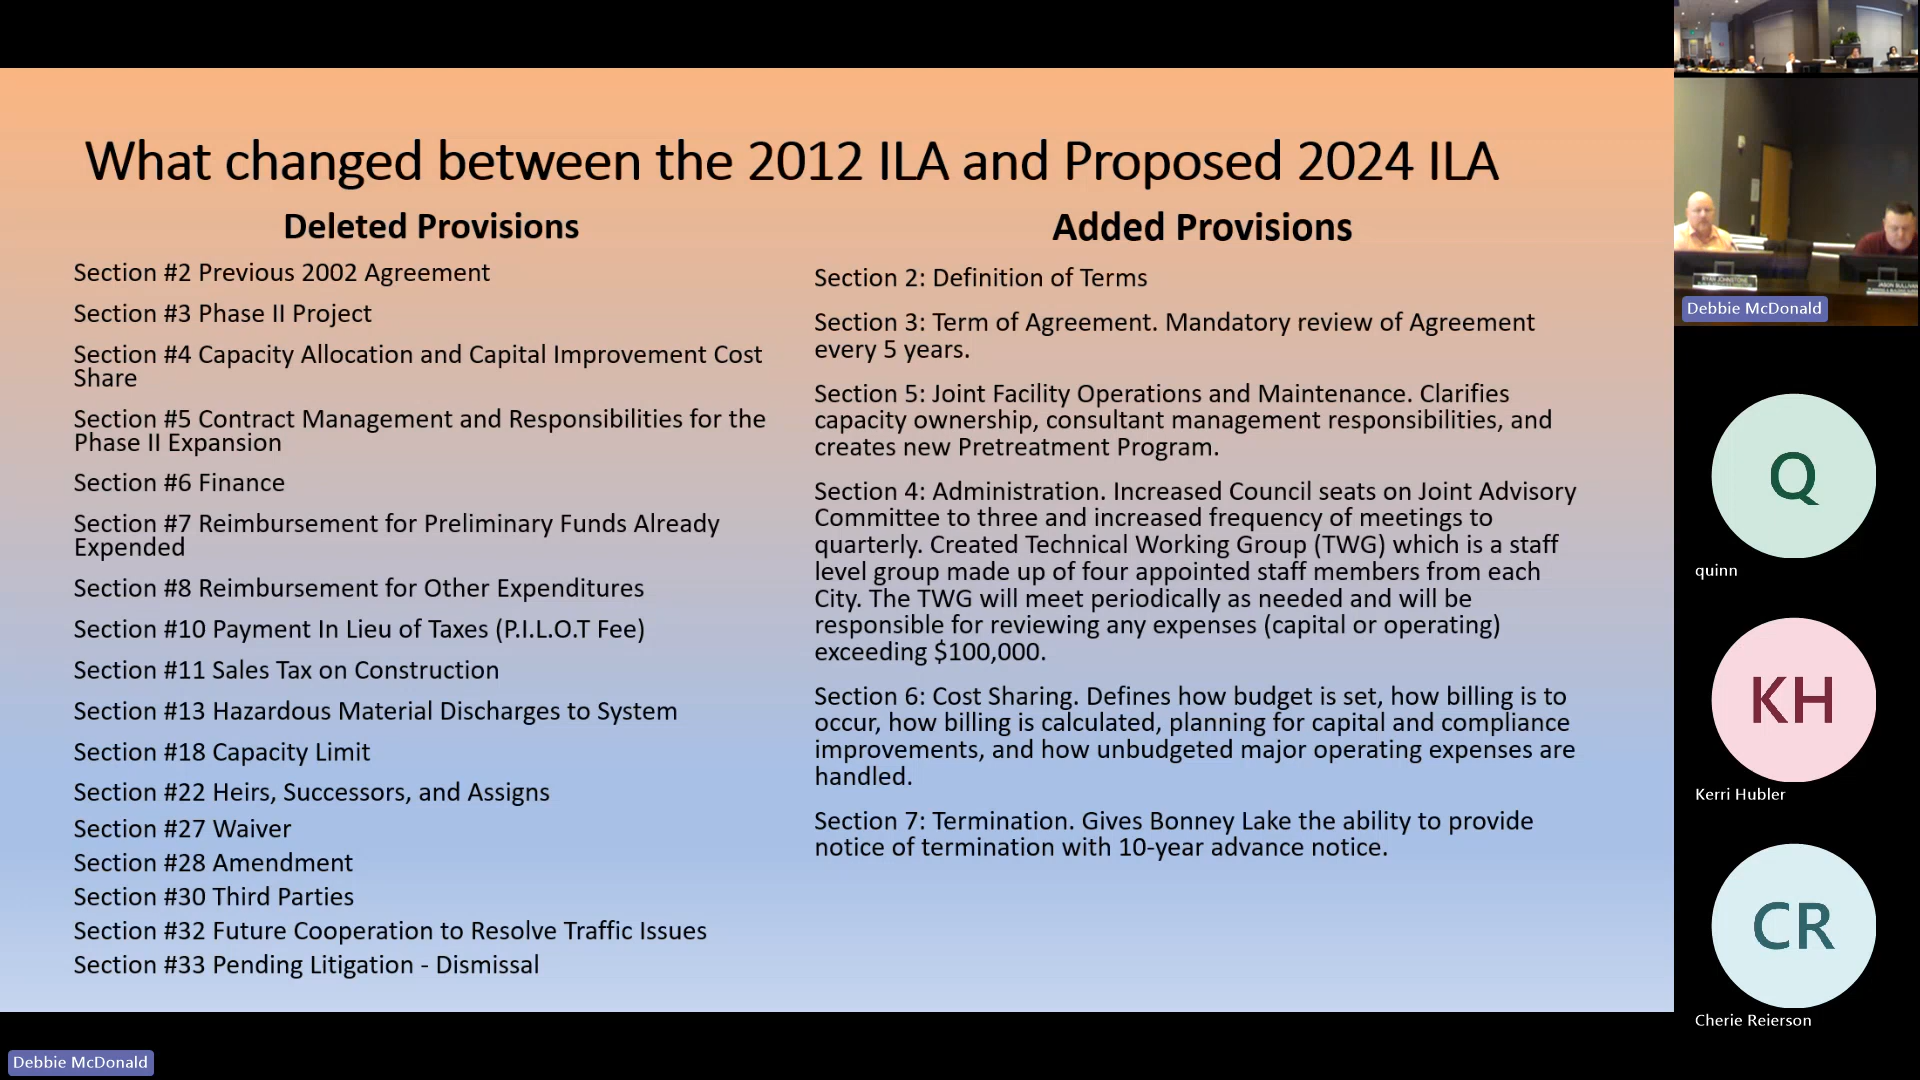 What changed between the 2012 ILA and Proposed 2024 ILA
Deleted Provisions
Section #2 Previous 2002 Agreement
Section #3 Phase II Project
Section #4 Capacity Allocation and Capital Improvement Cost
Share
Section #5 Contract Management and Responsibilities for the
Phase II Expansion
Section #6 Finance
Section #7 Reimbursement for Preliminary Funds Already
Expended
Section #8 Reimbursement for Other Expenditures
Section #10 Payment In Lieu of Taxes (P.I.L.O.T Fee)
Section #11 Sales Tax on Construction
Section #13 Hazardous Material Discharges to System
Section #18 Capacity Limit
Section #22 Heirs, Successors, and Assigns
Section #27 Waiver
Section #28 Amendment
Section #30 Third Parties
Section #32 Future Cooperation to Resolve Traffic Issues
Section #33 Pending Litigation - Dismissal
Added Provisions
Section 2: Definition of Terms
Section 3: Term of Agreement. Mandatory review of Agreement
every 5 years.
Section 5: Joint Facility Operations and Maintenance. Clarifies
capacity ownership, consultant management responsibilities, and
creates new Pretreatment Program.
Section 4: Administration. Increased Council seats on Joint Advisory
Committee to three and increased frequency of meetings to
quarterly. Created Technical Working Group (TWG) which is a staff
level group made up of four appointed staff members from each
City. The TWG will meet periodically as needed and will be
responsible for reviewing any expenses (capital or operating)
exceeding $100,000.
Section 6: Cost Sharing. Defines how budget is set, how billing is to
occur, how billing is calculated, planning for capital and compliance
improvements, and how unbudgeted major operating expenses are
handled.
Section 7: Termination. Gives Bonney Lake the ability to provide
notice of termination with 10-year advance notice.
RYAN JOHNSTONE
JASON SULLIVAN
Debbie McDonald
Q
quinn
KH
Kerri Hubler
CR
Cherie Reierson
Debbie McDonald